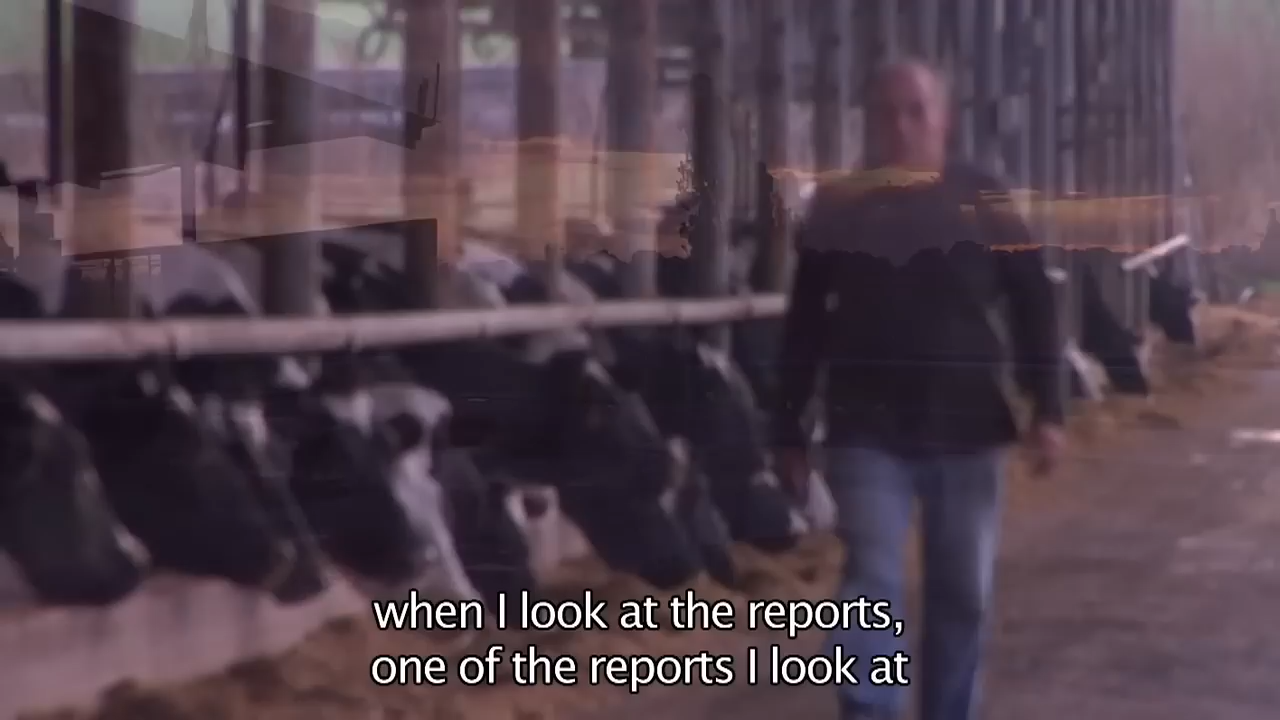 when I look at the reports,
one of the reports I look at